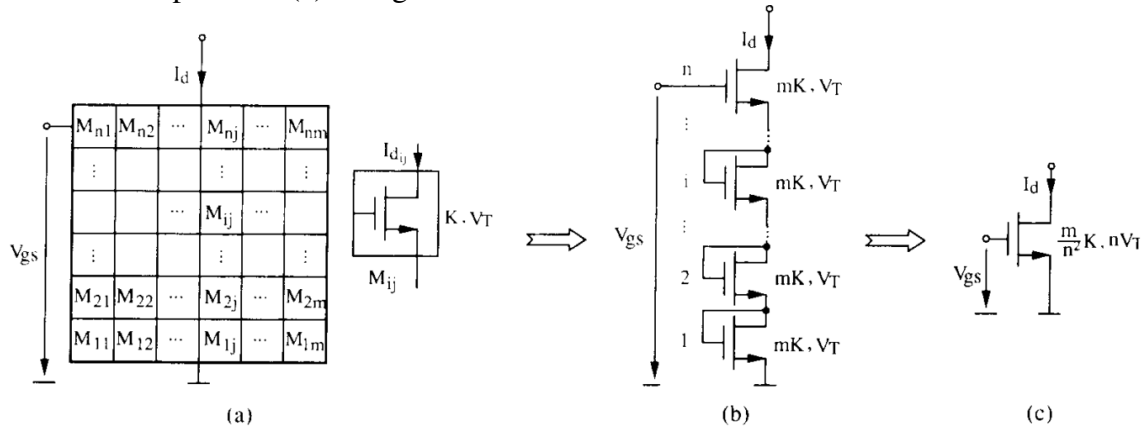 I_d
M_n1 M_n2 ... M_nj ... M_nm
⋮ ⋮ ⋮
... M_ij ...
⋮ ⋮ ⋮
M_21 M_22 ... M_2j ... M_2m
M_11 M_12 ... M_1j ... M_1m
V_gs
I_dij
K, V_T
M_ij
(a)
I_d
n
mK, V_T
⋮
i
mK, V_T
⋮
V_gs
2
mK, V_T
1
mK, V_T
(b)
I_d
m/n² K, nV_T
V_gs
(c)